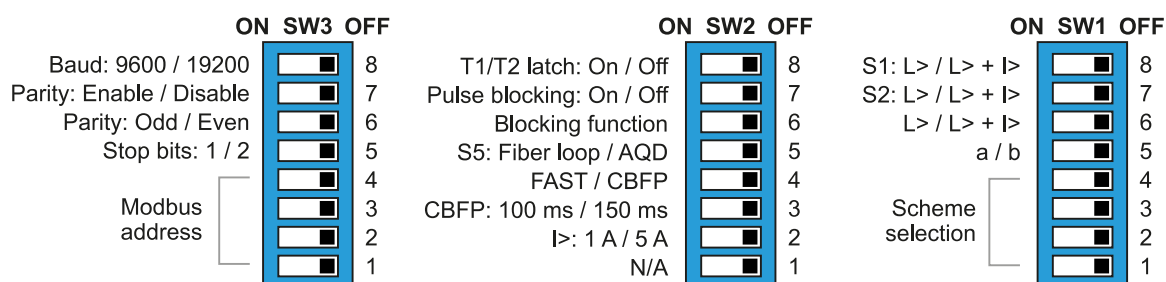 ON SW3 OFF
Baud: 9600 / 19200 8
Parity: Enable / Disable 7
Parity: Odd / Even 6
Stop bits: 1 / 2 5
4
Modbus address 3
2
1
ON SW2 OFF
T1/T2 latch: On / Off 8
Pulse blocking: On / Off 7
Blocking function 6
S5: Fiber loop / AQD 5
FAST / CBFP 4
CBFP: 100 ms / 150 ms 3
I>: 1 A / 5 A 2
N/A 1
ON SW1 OFF
S1: L> / L> + I> 8
S2: L> / L> + I> 7
L> / L> + I> 6
a / b 5
4
Scheme selection 3
2
1